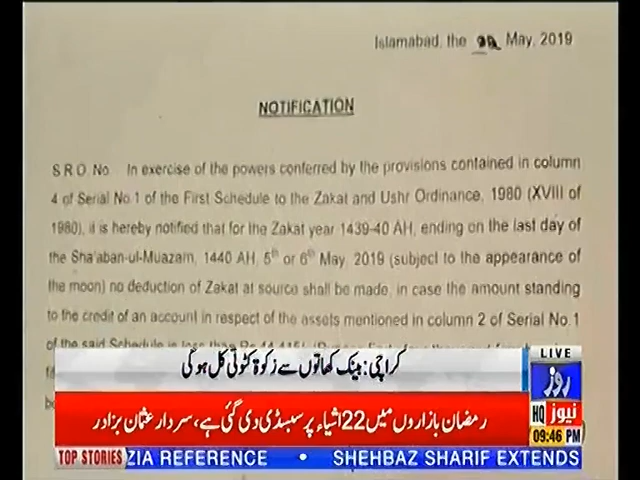 Islamabad, the May, 2019
NOTIFICATION
S R O No. In exercise of the powers conferred by the provisions contained in column
4 of Serial No.1 of the First Schedule to the Zakat and Ushr Ordinance, 1980 (XVIII of
1980), it is hereby notified that for the Zakat year 1439-40 AH, ending on the last day of
the Sha'aban-ul-Muazam, 1440 AH, 5th or 6th May, 2019 (subject to the appearance of
the moon) no deduction of Zakat at source shall be made, in case the amount standing
to the credit of an account in respect of the assets mentioned in column 2 of Serial No.1
of the said Schedule is less than Rs.44,415/-
کراچی: بینک کھاتوں سے زکوٰۃ کٹوتی کل ہوگی
LIVE
روز
HQ نیوز
رمضان بازاروں میں 22 اشیاء پر سبسڈی دی گئی ہے، سردار عثمان بزدار
09:46 PM
TOP STORIES ZIA REFERENCE • SHEHBAZ SHARIF EXTENDS